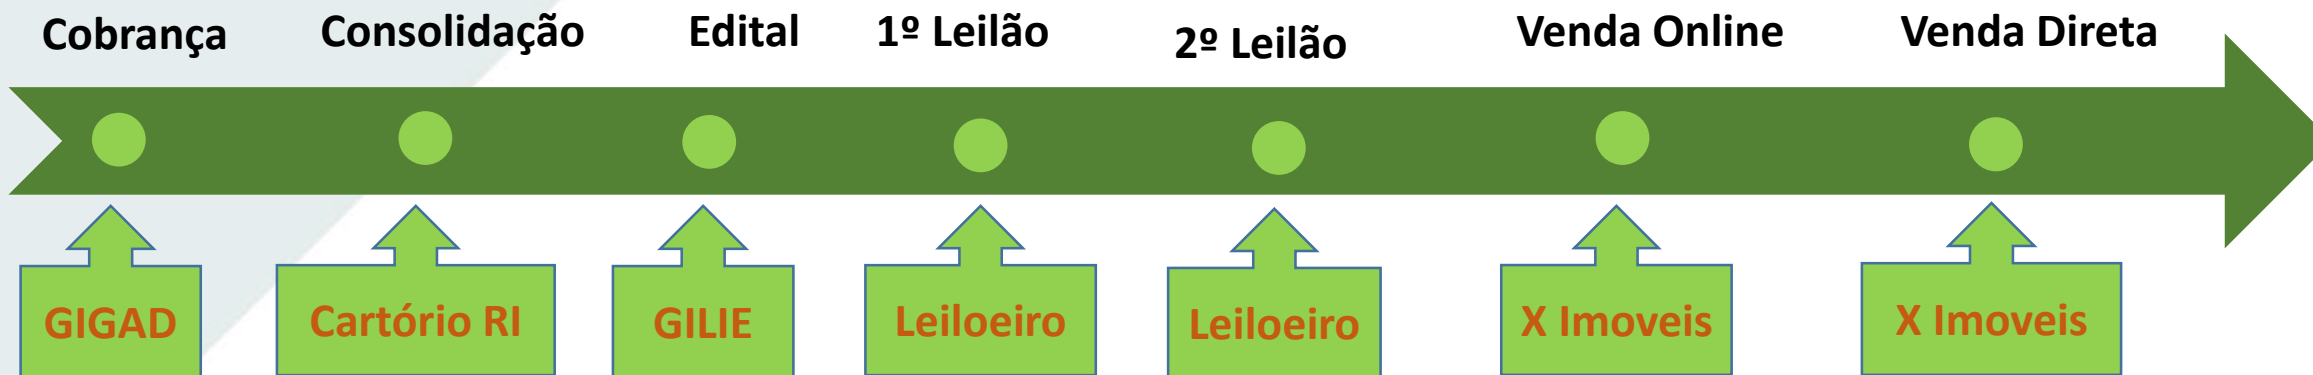 Cobrança
Consolidação
Edital
1º Leilão
2º Leilão
Venda Online
Venda Direta
GIGAD
Cartório RI
GILIE
Leiloeiro
Leiloeiro
X Imoveis
X Imoveis